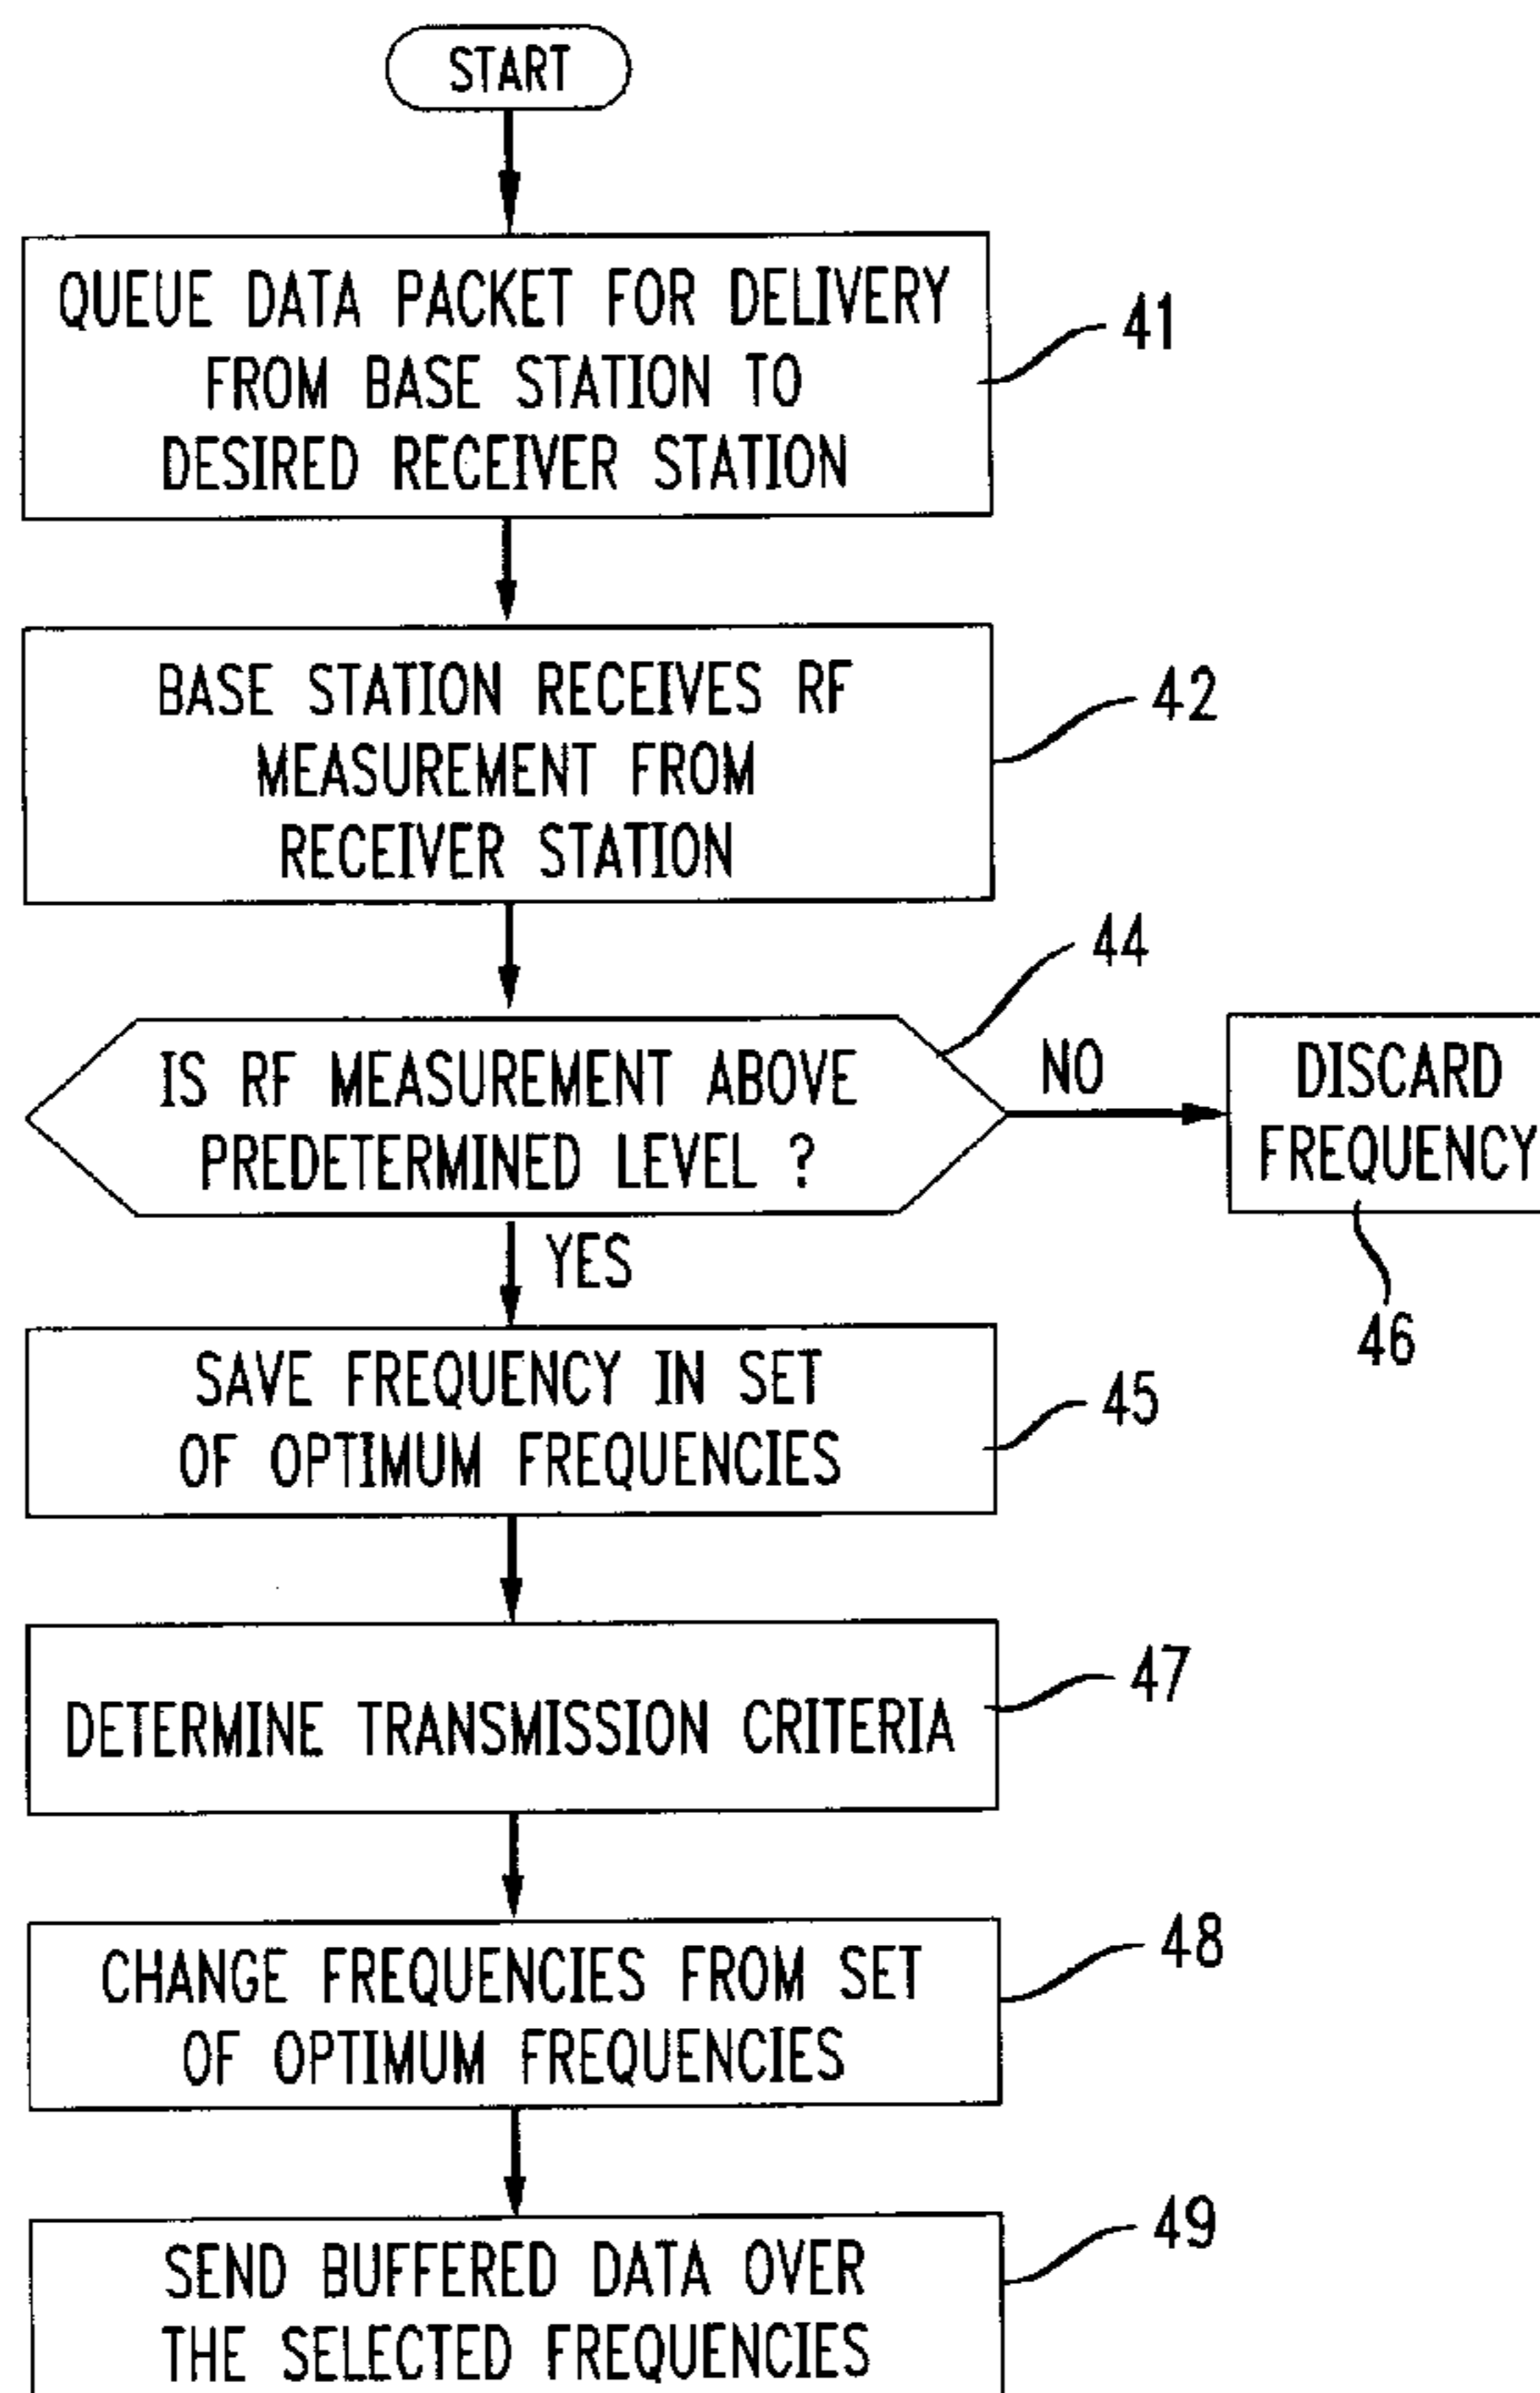 START
QUEUE DATA PACKET FOR DELIVERY
FROM BASE STATION TO
DESIRED RECEIVER STATION
41
BASE STATION RECEIVES RF
MEASUREMENT FROM
RECEIVER STATION
42
44
IS RF MEASUREMENT ABOVE
PREDETERMINED LEVEL ?
NO
DISCARD
FREQUENCY
46
YES
SAVE FREQUENCY IN SET
OF OPTIMUM FREQUENCIES
45
DETERMINE TRANSMISSION CRITERIA
47
CHANGE FREQUENCIES FROM SET
OF OPTIMUM FREQUENCIES
48
SEND BUFFERED DATA OVER
THE SELECTED FREQUENCIES
49